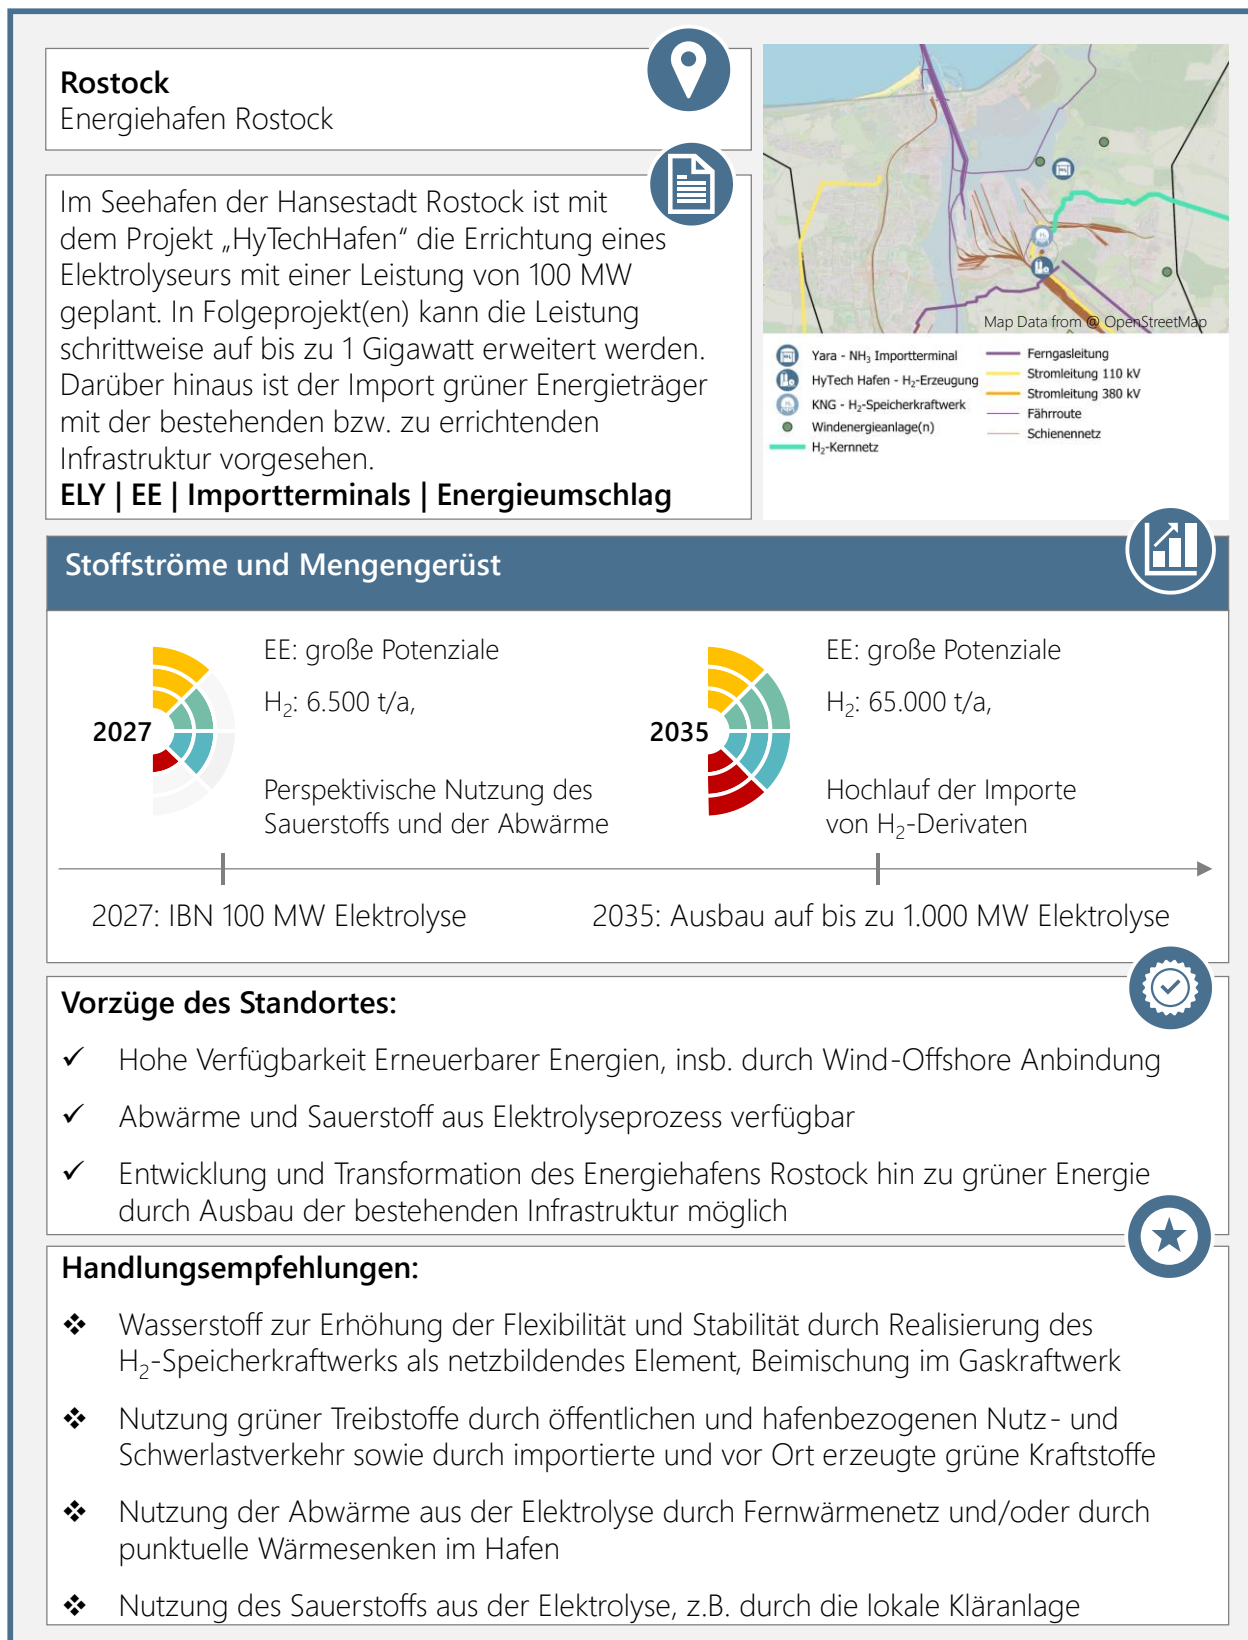 Rostock
Energiehafen Rostock
Im Seehafen der Hansestadt Rostock ist mit
dem Projekt „HyTechHafen“ die Errichtung eines
Elektrolyseurs mit einer Leistung von 100 MW
geplant. In Folgeprojekt(en) kann die Leistung
schrittweise auf bis zu 1 Gigawatt erweitert werden.
Darüber hinaus ist der Import grüner Energieträger
mit der bestehenden bzw. zu errichtenden
Infrastruktur vorgesehen.
ELY | EE | Importterminals | Energieumschlag
Map Data from @ OpenStreetMap
Yara - NH₃ Importterminal
HyTech Hafen - H₂-Erzeugung
KNG - H₂-Speicherkraftwerk
Windenergieanlage(n)
H₂-Kernnetz
Ferngasleitung
Stromleitung 110 kV
Stromleitung 380 kV
Fährroute
Schienennetz
Stoffströme und Mengengerüst
2027
EE: große Potenziale
H₂: 6.500 t/a,
Perspektivische Nutzung des
Sauerstoffs und der Abwärme
2035
EE: große Potenziale
H₂: 65.000 t/a,
Hochlauf der Importe
von H₂-Derivaten
2027: IBN 100 MW Elektrolyse
2035: Ausbau auf bis zu 1.000 MW Elektrolyse
Vorzüge des Standortes:
✓ Hohe Verfügbarkeit Erneuerbarer Energien, insb. durch Wind-Offshore Anbindung
✓ Abwärme und Sauerstoff aus Elektrolyseprozess verfügbar
✓ Entwicklung und Transformation des Energiehafens Rostock hin zu grüner Energie
durch Ausbau der bestehenden Infrastruktur möglich
Handlungsempfehlungen:
❖ Wasserstoff zur Erhöhung der Flexibilität und Stabilität durch Realisierung des
H₂-Speicherkraftwerks als netzbildendes Element, Beimischung im Gaskraftwerk
❖ Nutzung grüner Treibstoffe durch öffentlichen und hafenbezogenen Nutz- und
Schwerlastverkehr sowie durch importierte und vor Ort erzeugte grüne Kraftstoffe
❖ Nutzung der Abwärme aus der Elektrolyse durch Fernwärmenetz und/oder durch
punktuelle Wärmesenken im Hafen
❖ Nutzung des Sauerstoffs aus der Elektrolyse, z.B. durch die lokale Kläranlage